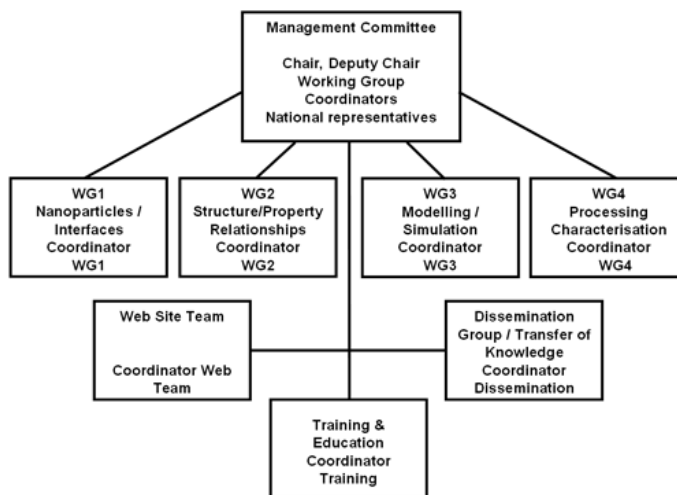 Management Committee
Chair, Deputy Chair
Working Group
Coordinators
National representatives
WG1
Nanoparticles /
Interfaces
Coordinator
WG1
WG2
Structure/Property
Relationships
Coordinator
WG2
WG3
Modelling /
Simulation
Coordinator
WG3
WG4
Processing
Characterisation
Coordinator
WG4
Web Site Team
Coordinator Web
Team
Dissemination
Group / Transfer of
Knowledge
Coordinator
Dissemination
Training &
Education
Coordinator
Training